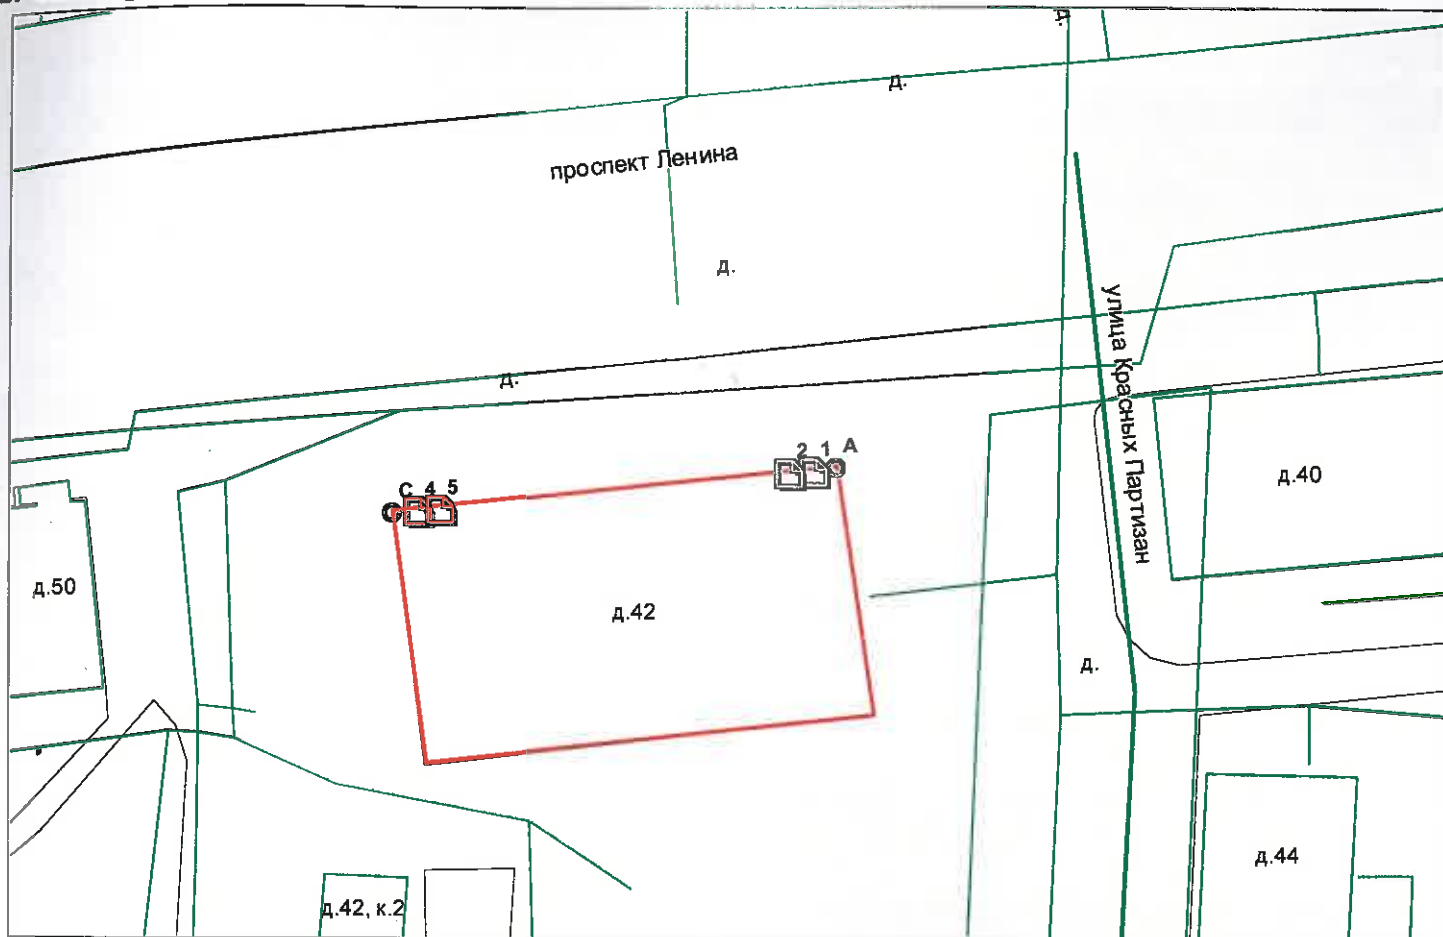 д.
д.
проспект Ленина
д.
улица Красных Партизан
д.
2 1 А
С 4 5
д.40
д.50
д.42
д.
д.44
д.42, к.2